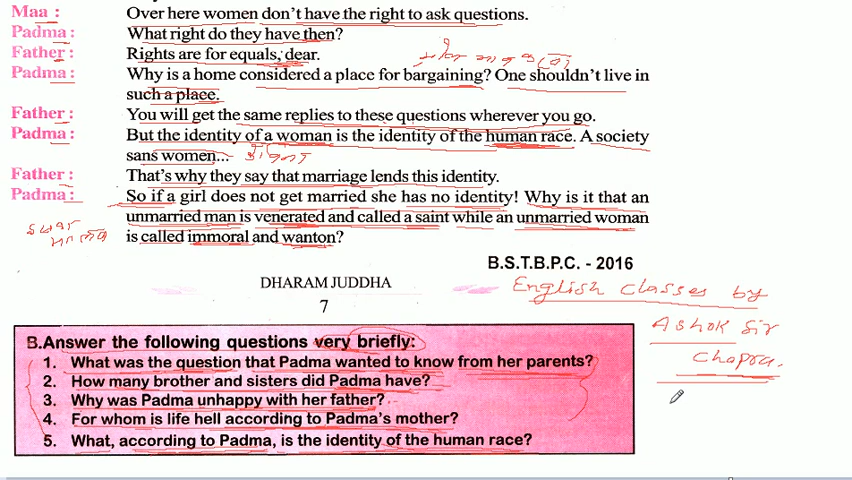 Maa : Over here women don't have the right to ask questions.
Padma : What right do they have then?
Father : Rights are for equals, dear.
Padma : Why is a home considered a place for bargaining? One shouldn't live in
such a place.
Father : You will get the same replies to these questions wherever you go.
Padma : But the identity of a woman is the identity of the human race. A society
sans women...
Father : That's why they say that marriage lends this identity.
Padma : So if a girl does not get married she has no identity! Why is it that an
unmarried man is venerated and called a saint while an unmarried woman
is called immoral and wanton?
B.S.T.B.P.C. - 2016
DHARAM JUDDHA
7
English classes by
Ashok Sir
Chapra.
B.Answer the following questions very briefly:
1. What was the question that Padma wanted to know from her parents?
2. How many brother and sisters did Padma have?
3. Why was Padma unhappy with her father?
4. For whom is life hell according to Padma's mother?
5. What, according to Padma, is the identity of the human race?